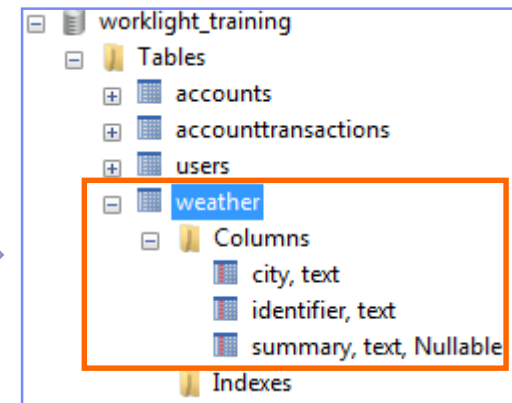 worklight_training
Tables
accounts
accounttransactions
users
weather
Columns
city, text
identifier, text
summary, text, Nullable
Indexes